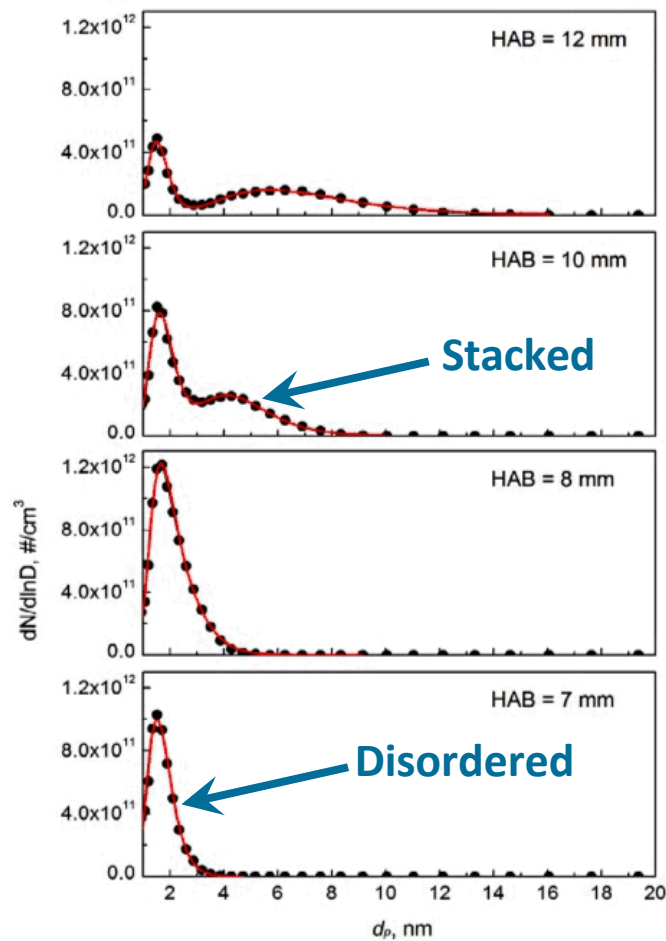 1.2x10¹²
HAB = 12 mm
8.0x10¹¹
4.0x10¹¹
0.0
1.2x10¹²
HAB = 10 mm
8.0x10¹¹
Stacked
4.0x10¹¹
0.0
1.2x10¹²
HAB = 8 mm
8.0x10¹¹
4.0x10¹¹
0.0
1.2x10¹²
HAB = 7 mm
8.0x10¹¹
Disordered
4.0x10¹¹
0.0
2 4 6 8 10 12 14 16 18 20
dₚ, nm
dN/dlnD, #/cm³